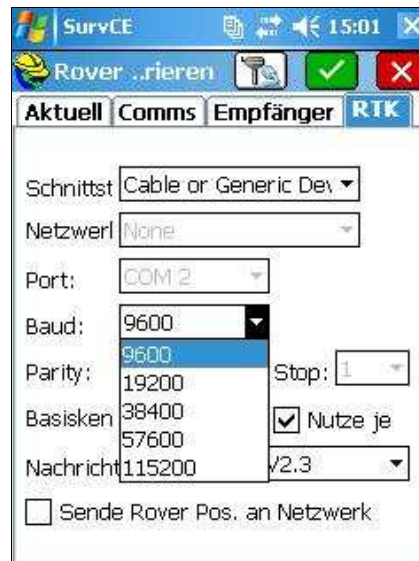 SurvCE 15:01
Rover ..rieren
Aktuell Comms Empfänger RTK
Schnittst Cable or Generic Dev
Netzwerl None
Port: COM 2
Baud: 9600
9600
Parity: 19200 Stop: 1
Basisken 38400 Nutze je
57600
Nachricht 115200 V2.3
Sende Rover Pos. an Netzwerk